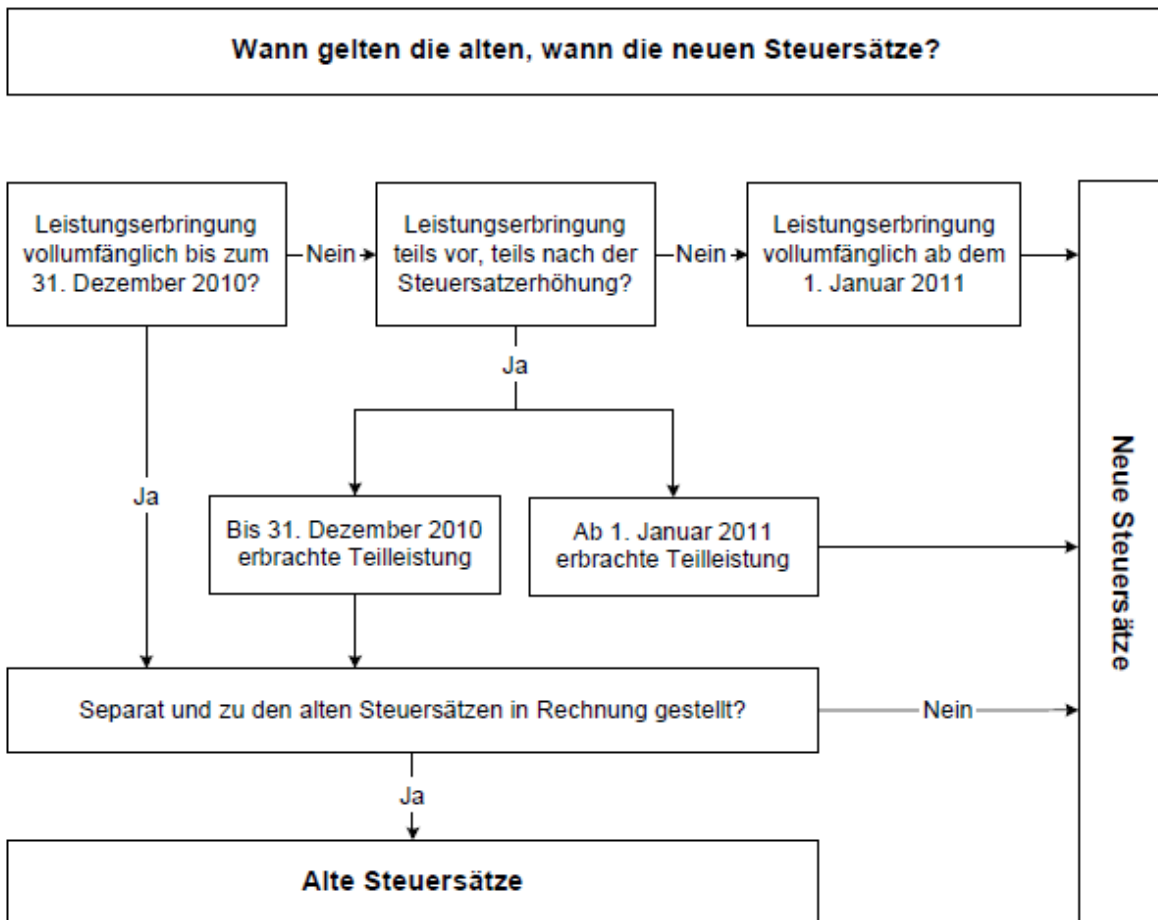 Wann gelten die alten, wann die neuen Steuersätze?
Leistungserbringung
vollumfänglich bis zum
31. Dezember 2010?
Nein
Leistungserbringung
teils vor, teils nach der
Steuersatzerhöhung?
Nein
Leistungserbringung
vollumfänglich ab dem
1. Januar 2011
Ja
Ja
Bis 31. Dezember 2010
erbrachte Teilleistung
Ab 1. Januar 2011
erbrachte Teilleistung
Neue Steuersätze
Separat und zu den alten Steuersätzen in Rechnung gestellt?
Nein
Ja
Alte Steuersätze